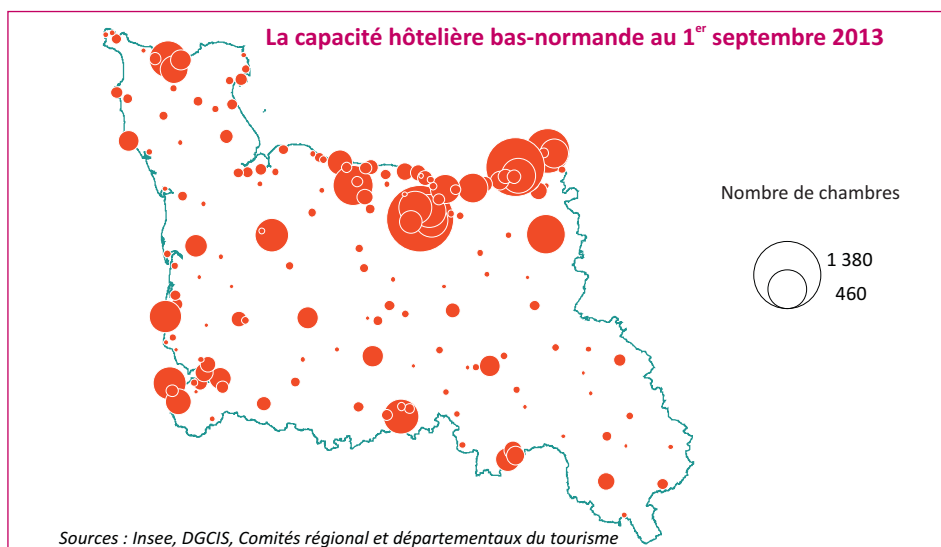 La capacité hôtelière bas-normande au 1er septembre 2013
Nombre de chambres
1 380
460
Sources : Insee, DGCIS, Comités régional et départementaux du tourisme